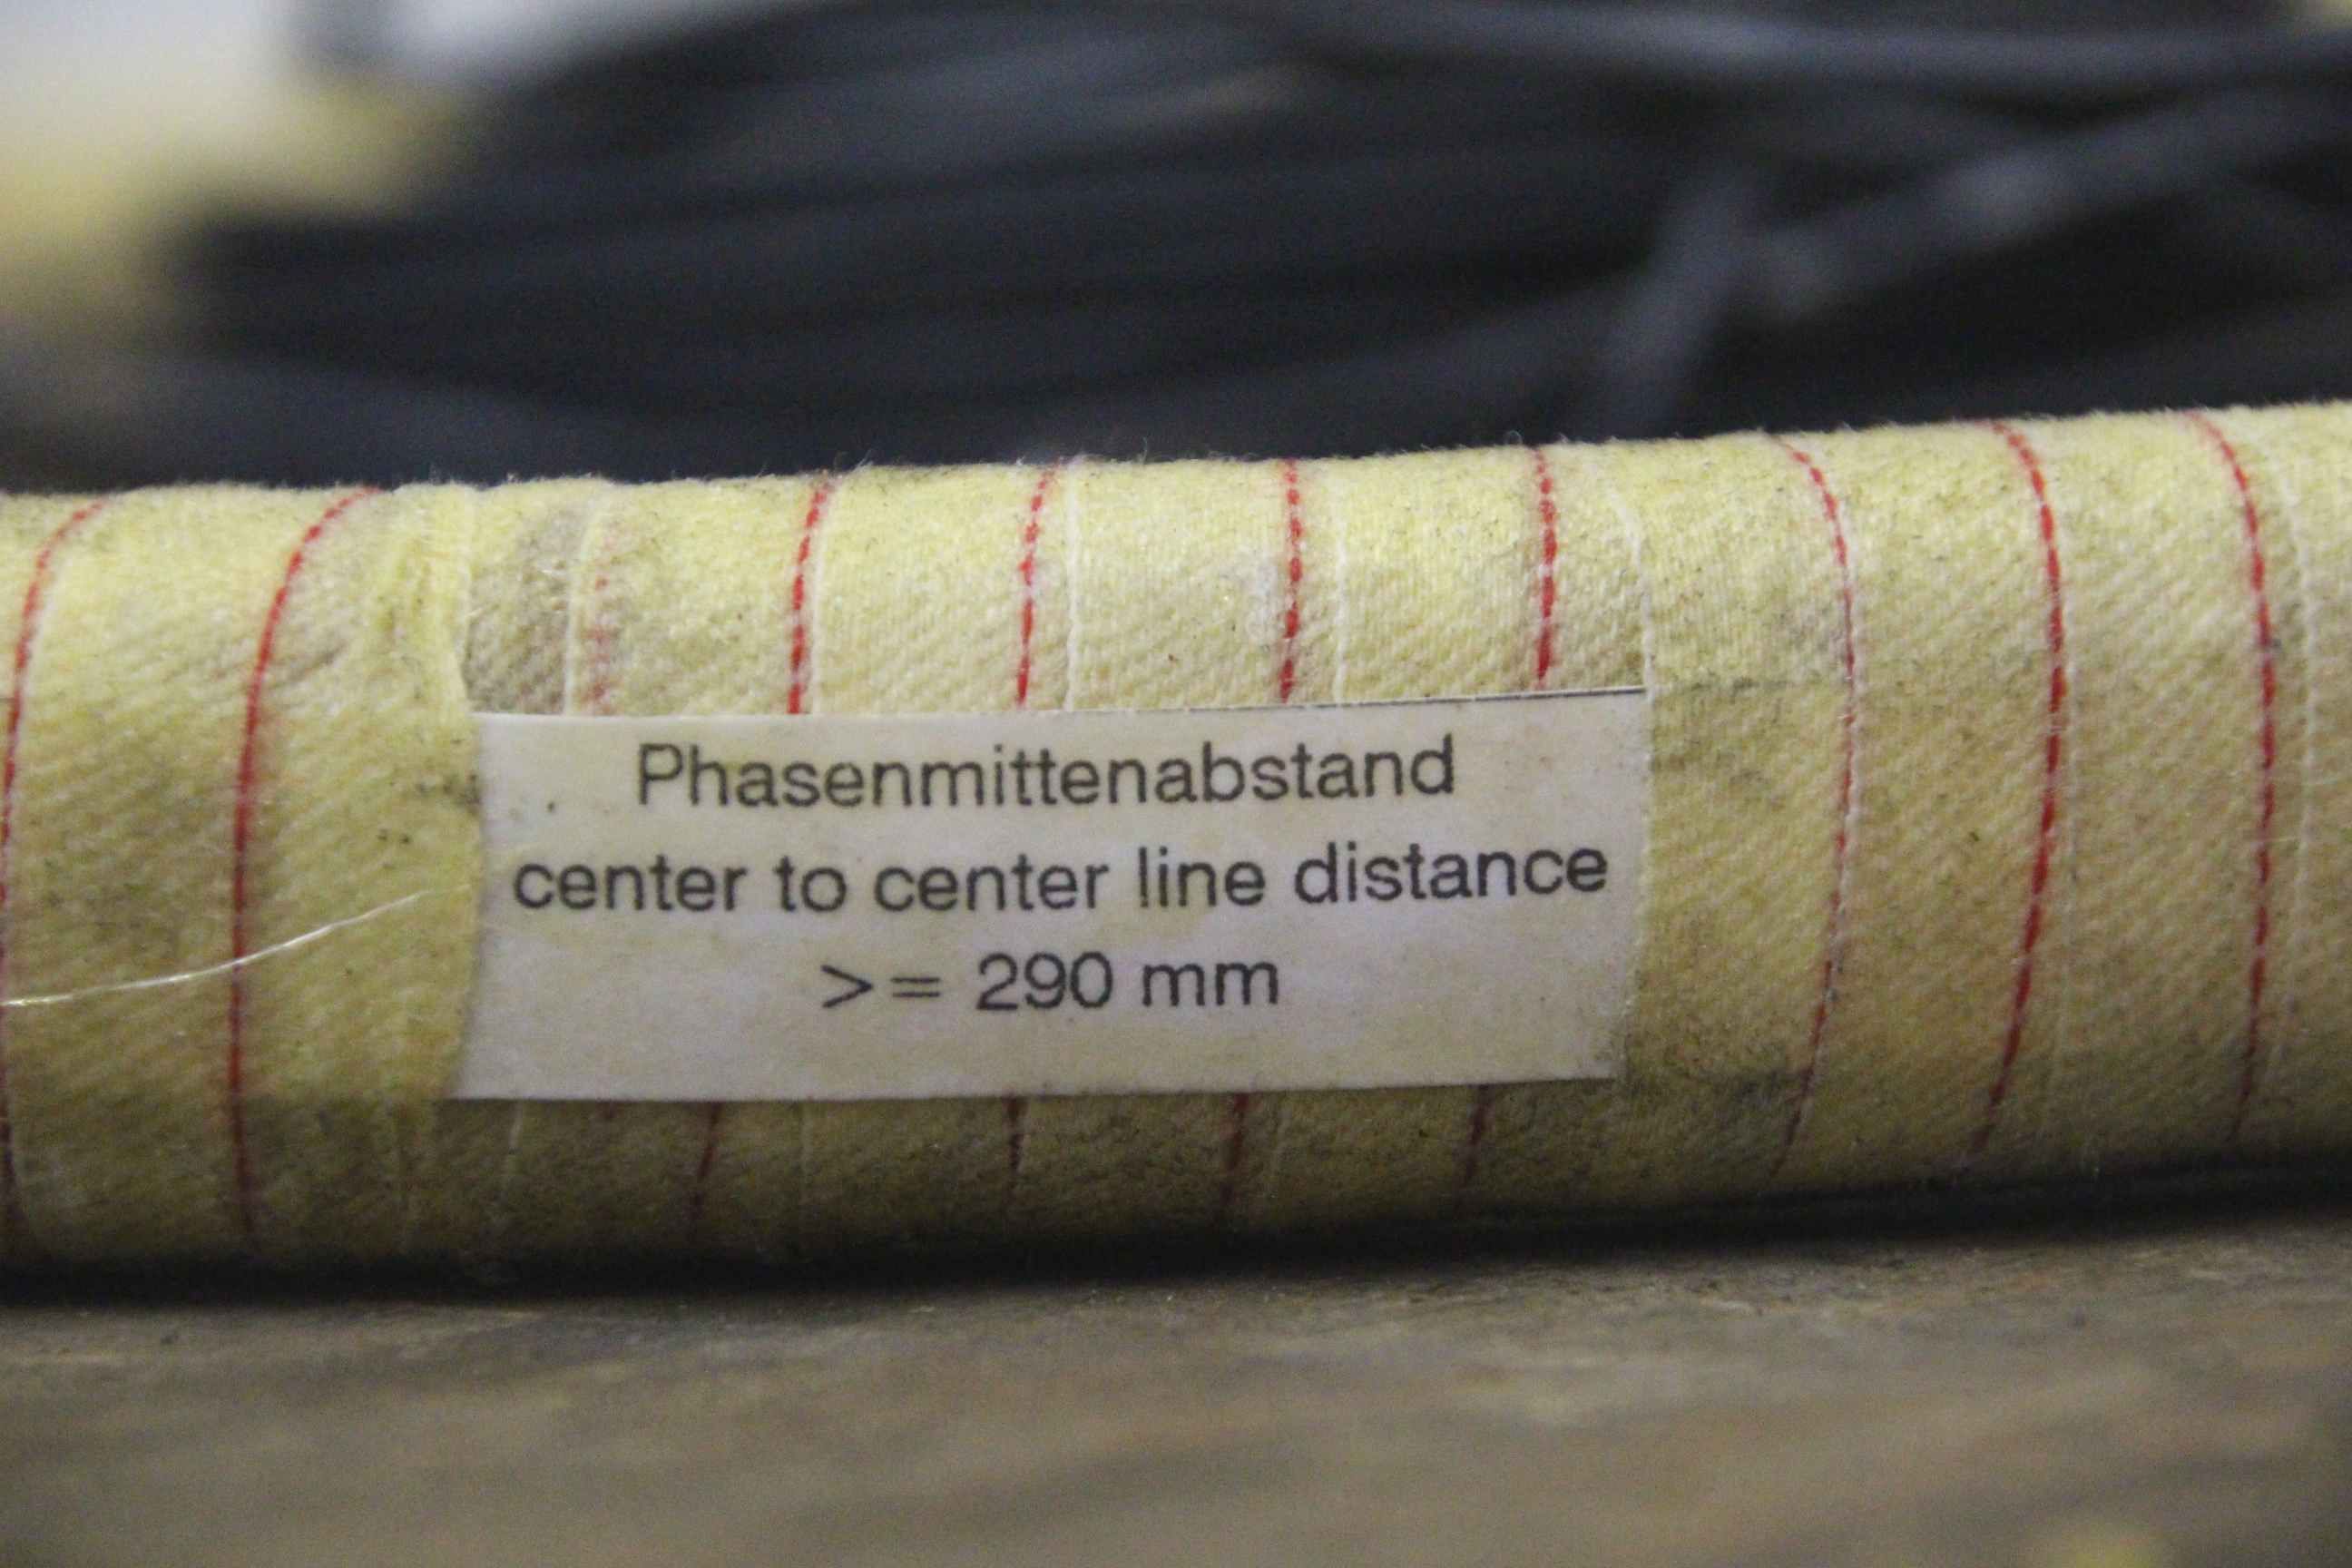 Phasenmittenabstand
center to center line distance
>= 290 mm